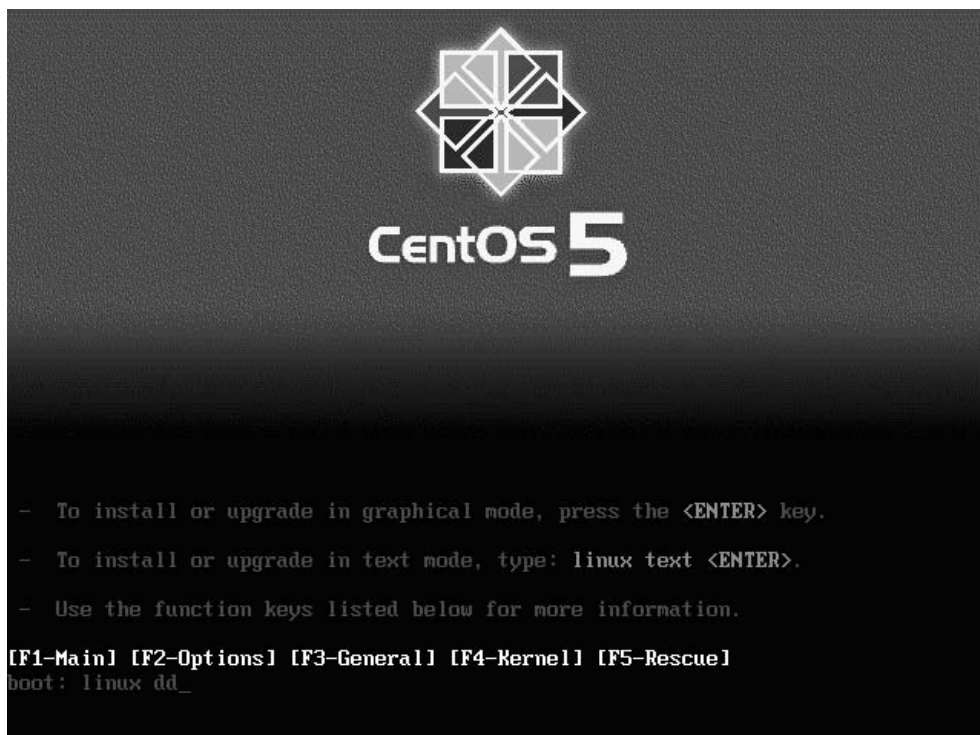 CentOS 5
- To install or upgrade in graphical mode, press the <ENTER> key.
- To install or upgrade in text mode, type: linux text <ENTER>.
- Use the function keys listed below for more information.
[F1-Main] [F2-Options] [F3-General] [F4-Kernel] [F5-Rescue]
boot: linux dd_